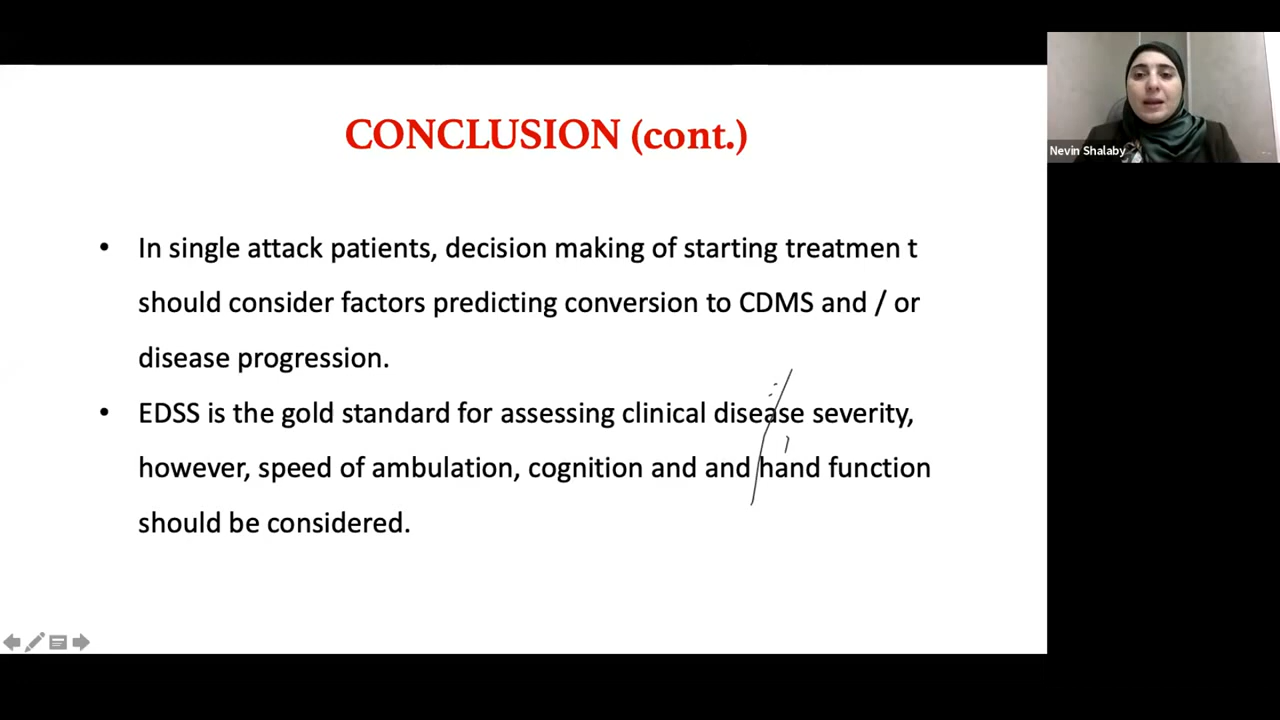 CONCLUSION (cont.)
Nevin Shalaby
• In single attack patients, decision making of starting treatmen t
should consider factors predicting conversion to CDMS and / or
disease progression.
• EDSS is the gold standard for assessing clinical disease severity,
however, speed of ambulation, cognition and and hand function
should be considered.